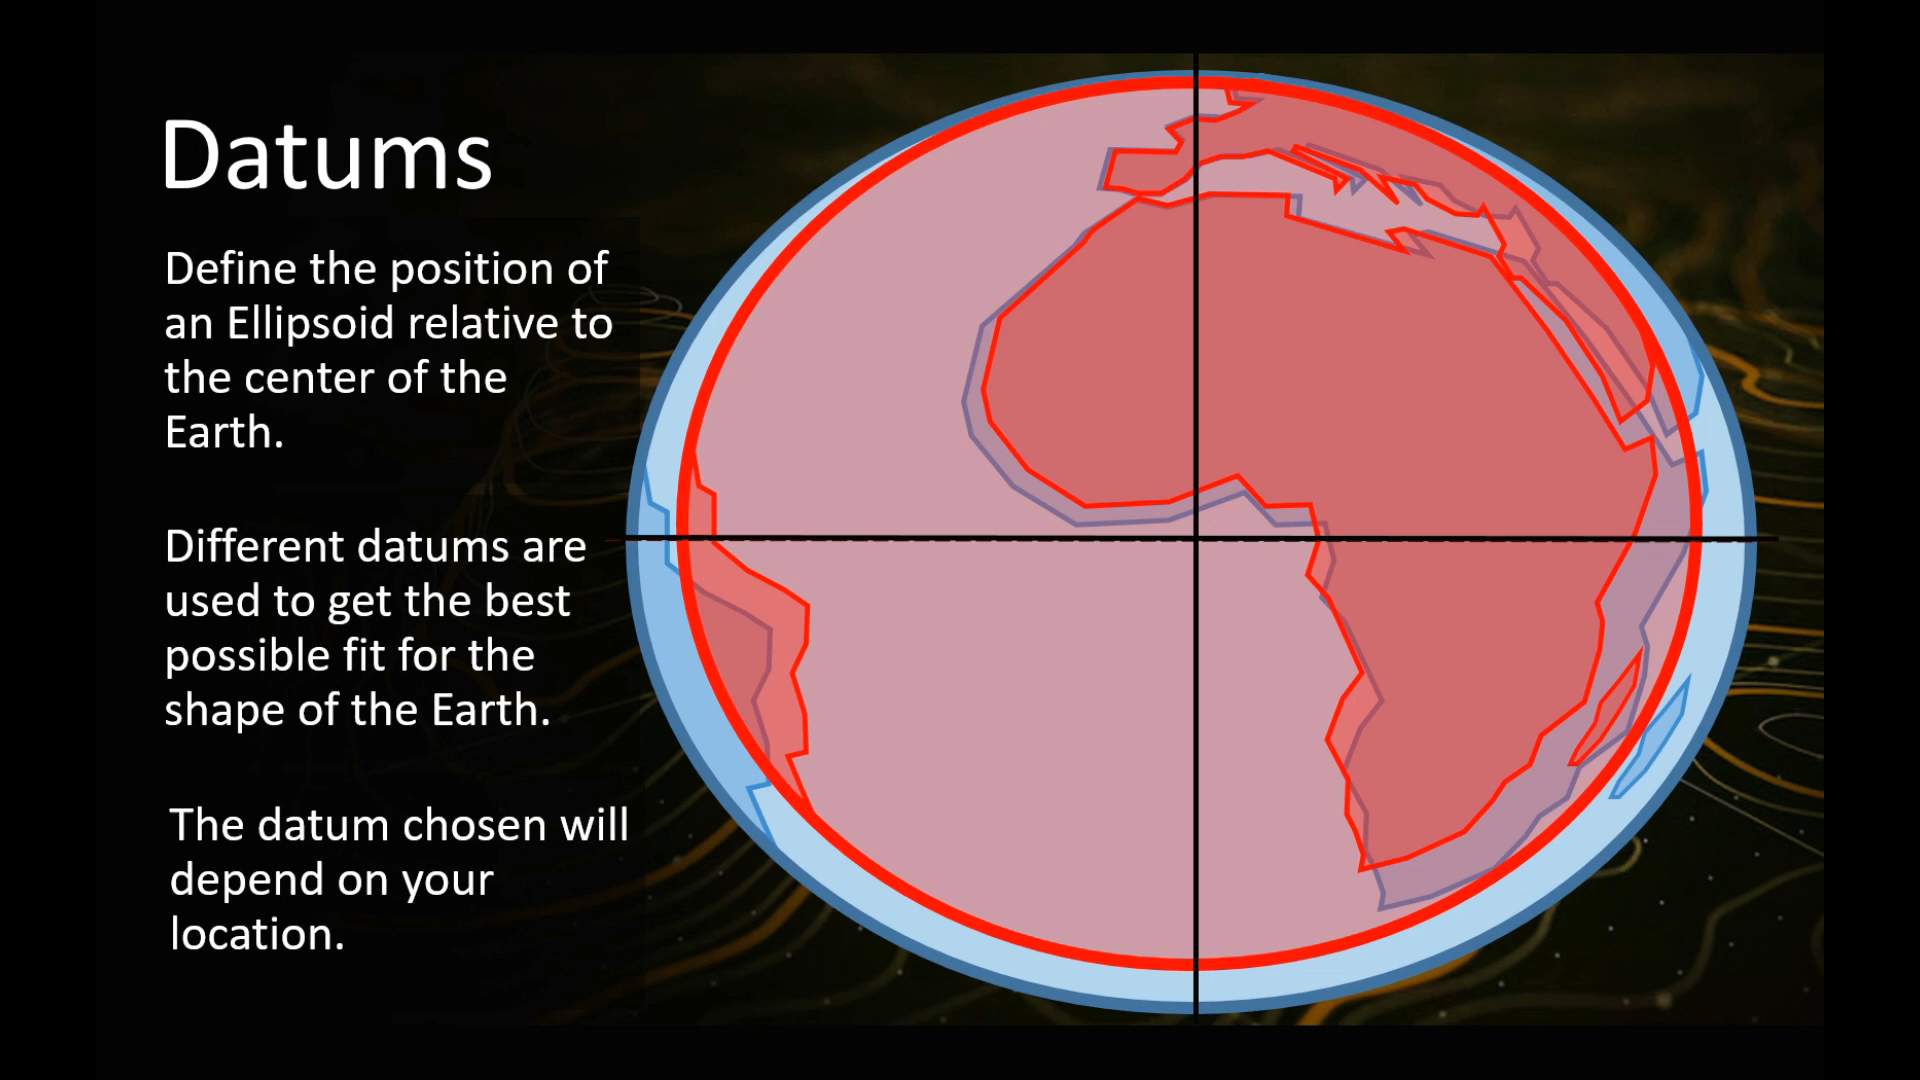 Datums
Define the position of
an Ellipsoid relative to
the center of the
Earth.
Different datums are
used to get the best
possible fit for the
shape of the Earth.
The datum chosen will
depend on your
location.